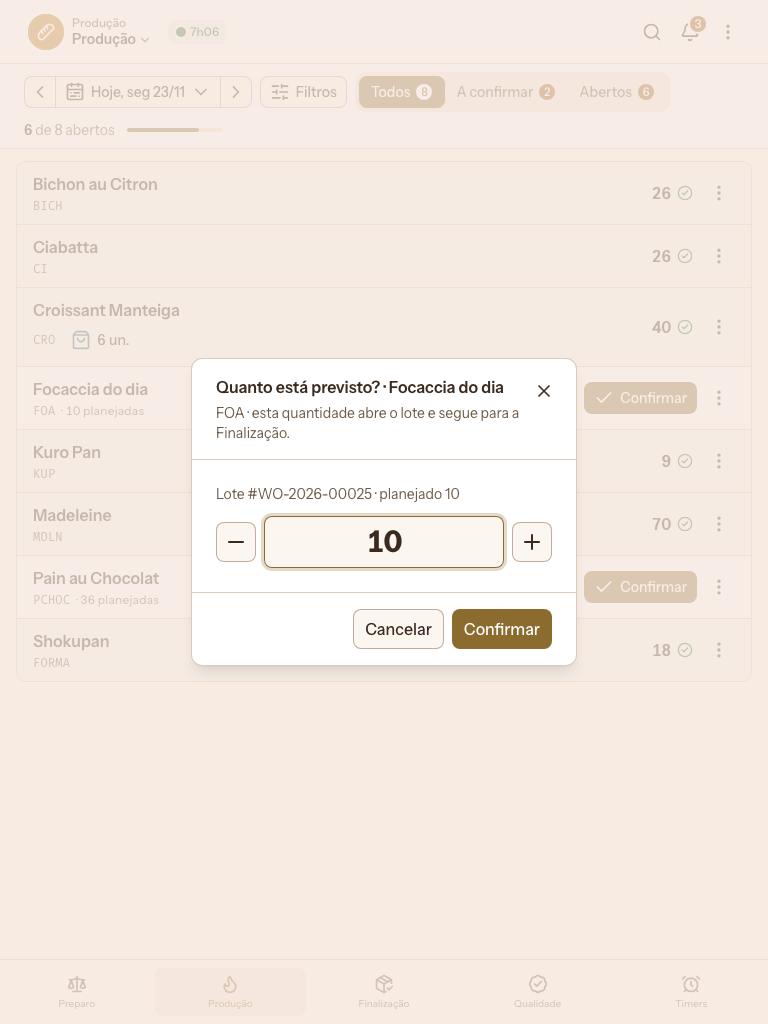 Produção
Produção
7h06
3
Hoje, seg 23/11
Filtros
Todos 8
A confirmar 2
Abertos 6
6 de 8 abertos
Bichon au Citron
BICH
26
Ciabatta
CI
26
Croissant Manteiga
CRO 6 un.
40
Focaccia do dia
FOA · 10 planejadas
Confirmar
Kuro Pan
KUP
9
Madeleine
MDLN
70
Pain au Chocolat
PCHOC · 36 planejadas
Confirmar
Shokupan
FORMA
18
Quanto está previsto? · Focaccia do dia
FOA · esta quantidade abre o lote e segue para a
Finalização.
Lote #WO-2026-00025 · planejado 10
10
Cancelar
Confirmar
Preparo
Produção
Finalização
Qualidade
Timers